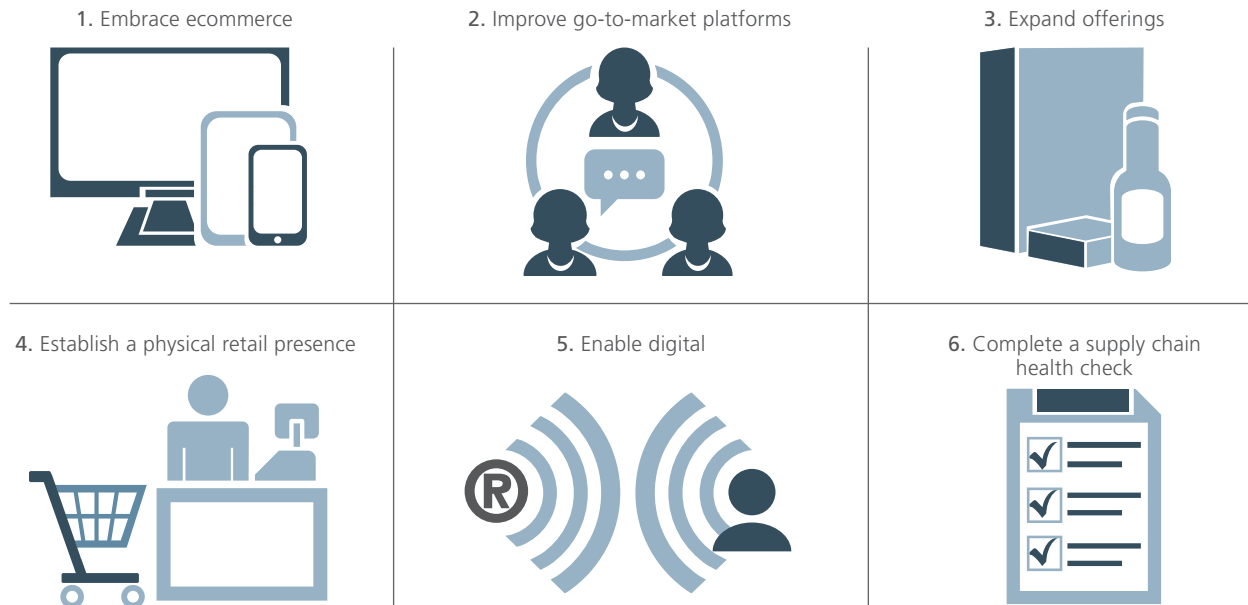 1. Embrace ecommerce
2. Improve go-to-market platforms
3. Expand offerings
4. Establish a physical retail presence
5. Enable digital
6. Complete a supply chain
health check
R